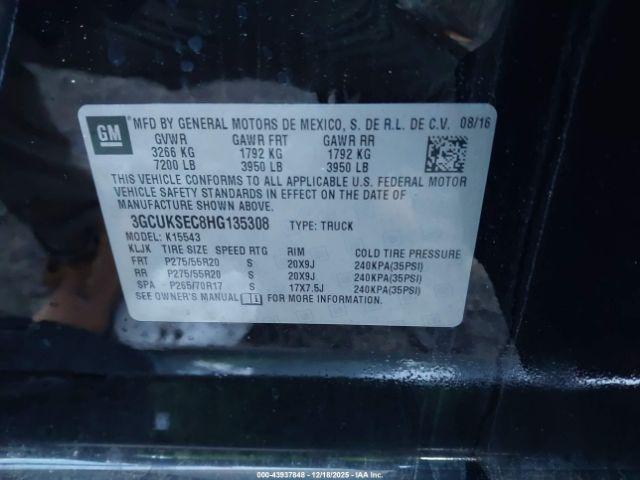 GM
MFD BY GENERAL MOTORS DE MEXICO, S. DE R.L. DE C.V. 08/16
GVWR GAWR FRT GAWR RR
3266 KG 1792 KG 1792 KG
7200 LB 3950 LB 3950 LB
THIS VEHICLE CONFORMS TO ALL APPLICABLE U.S. FEDERAL MOTOR
VEHICLE SAFETY STANDARDS IN EFFECT ON THE DATE OF
MANUFACTURE SHOWN ABOVE.
3GCUKSEC8HG135308 TYPE: TRUCK
MODEL: K15543
KLJK TIRE SIZE SPEED RTG RIM COLD TIRE PRESSURE
FRT P275/55R20 S 20X9J 240KPA(35PSI)
RR P275/55R20 S 20X9J 240KPA(35PSI)
SPA P265/70R17 S 17X7.5J 240KPA(35PSI)
SEE OWNER'S MANUAL FOR MORE INFORMATION.
000-43937848 - 12/18/2025 - IAA Inc.